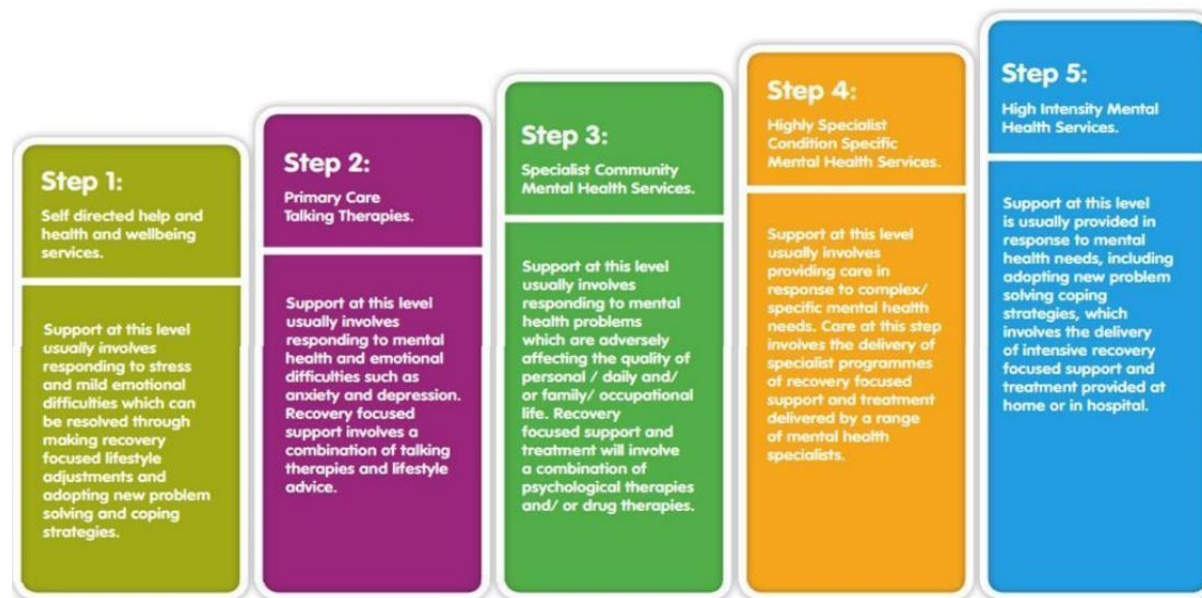 Step 1:
Self directed help and
health and wellbeing
services.
Support at this level
usually involves
responding to stress
and mild emotional
difficulties which can
be resolved through
making recovery
focused lifestyle
adjustments and
adopting new problem
solving and coping
strategies.
Step 2:
Primary Care
Talking Therapies.
Support at this level
usually involves
responding to mental
health and emotional
difficulties such as
anxiety and depression.
Recovery focused
support involves a
combination of talking
therapies and lifestyle
advice.
Step 3:
Specialist Community
Mental Health Services.
Support at this level
usually involves
responding to mental
health problems
which are adversely
affecting the quality of
personal / daily and/
or family/ occupational
life. Recovery
focused support and
treatment will involve
a combination of
psychological therapies
and/ or drug therapies.
Step 4:
Highly Specialist
Condition Specific
Mental Health Services.
Support at this level
usually involves
providing care in
response to complex/
specific mental health
needs. Care at this step
involves the delivery of
specialist programmes
of recovery focused
support and treatment
delivered by a range
of mental health
specialists.
Step 5:
High Intensity Mental
Health Services.
Support at this level
is usually provided in
response to mental
health needs, including
adopting new problem
solving coping
strategies, which
involves the delivery
of intensive recovery
focused support and
treatment provided at
home or in hospital.